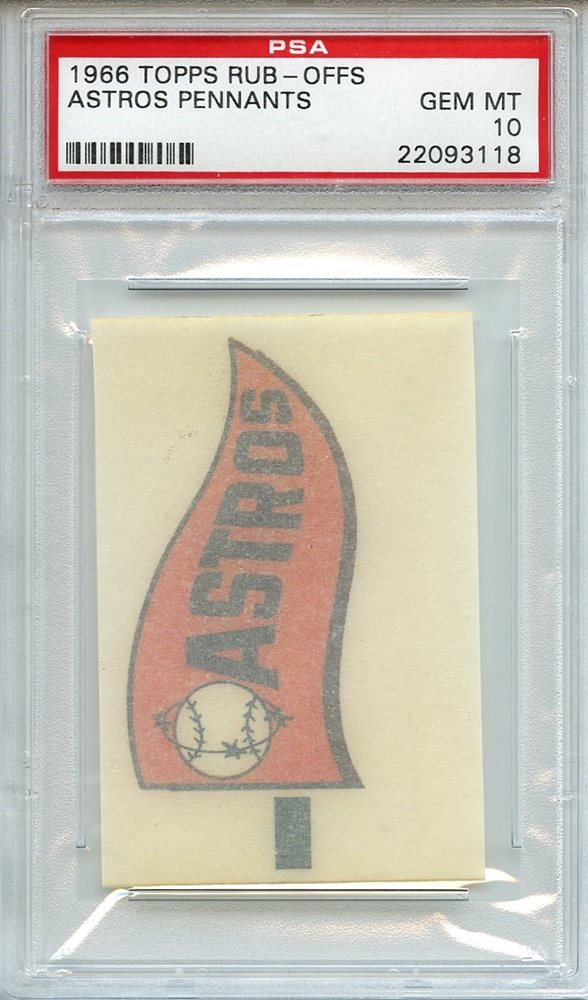 PSA
1966 TOPPS RUB-OFFS
ASTROS PENNANTS
GEM MT
10
22093118
ASTROS